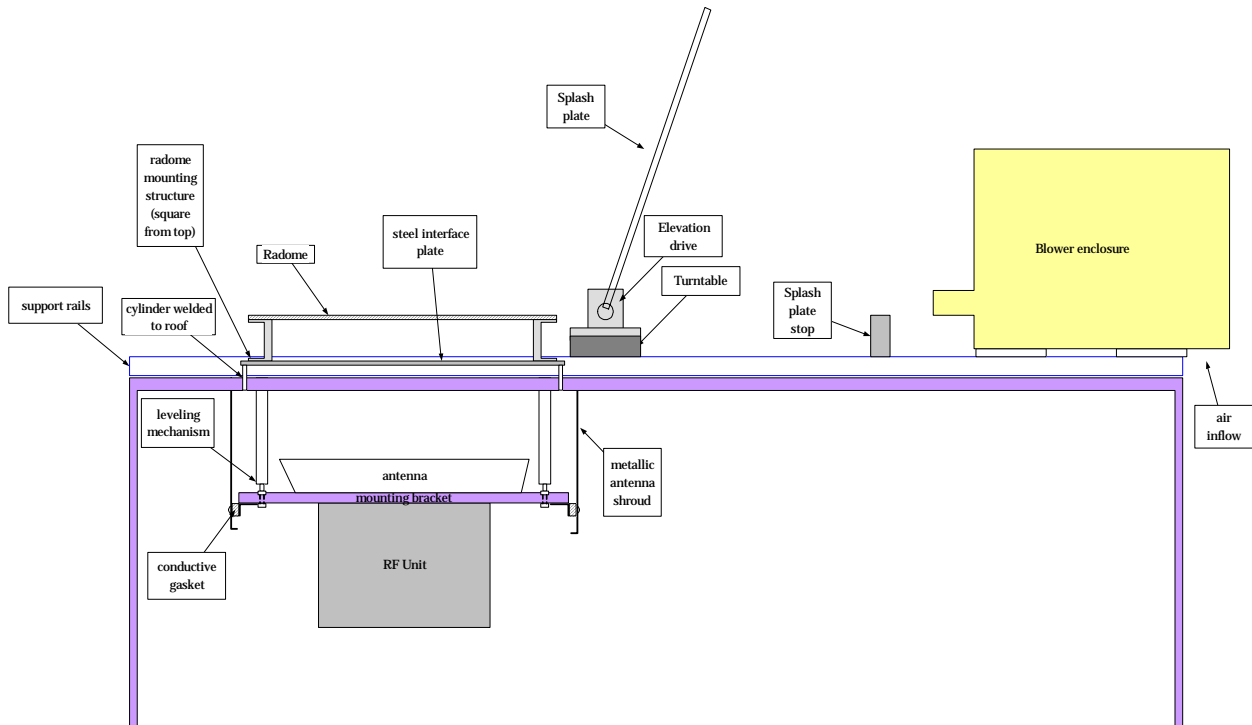 Splash
plate
radome
mounting
structure
(square
from top)
steel interface
plate
Elevation
drive
Blower enclosure
Radome
Turntable
support rails
cylinder welded
to roof
Splash
plate
stop
leveling
mechanism
air
inflow
antenna
metallic
antenna
shroud
mounting bracket
conductive
gasket
RF Unit